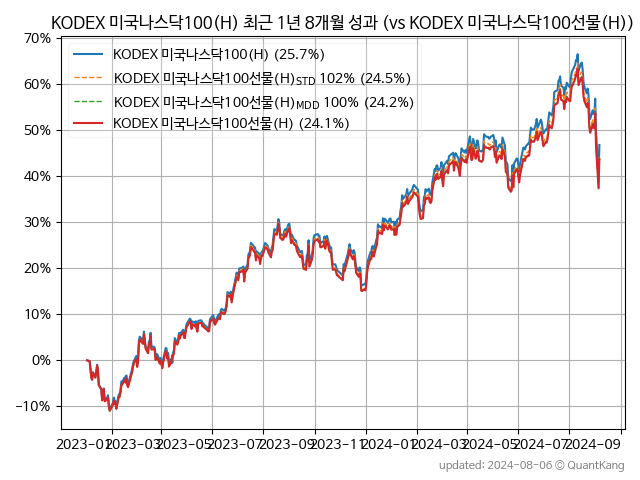 KODEX 미국나스닥100(H) 최근 1년 8개월 성과 (vs KODEX 미국나스닥100선물(H))
70%
60%
50%
40%
30%
20%
10%
0%
−10%
KODEX 미국나스닥100(H) (25.7%)
KODEX 미국나스닥100선물(H)STD 102% (24.5%)
KODEX 미국나스닥100선물(H)MDD 100% (24.2%)
KODEX 미국나스닥100선물(H) (24.1%)
2023-01 2023-03 2023-05 2023-07 2023-09 2023-11 2024-01 2024-03 2024-05 2024-07 2024-09
updated: 2024-08-06 © QuantKang